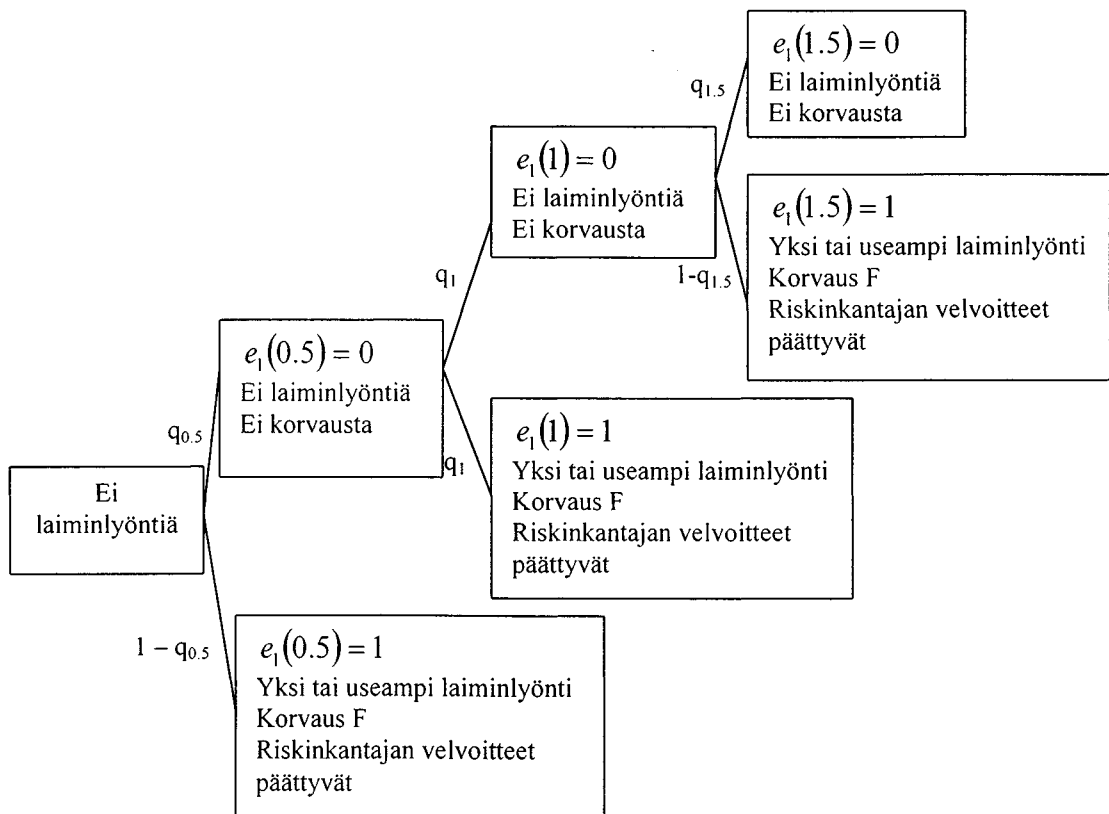 e₁(1.5) = 0
Ei laiminlyöntiä
Ei korvausta
q₁.₅
e₁(1) = 0
Ei laiminlyöntiä
Ei korvausta
e₁(1.5) = 1
Yksi tai useampi laiminlyönti
Korvaus F
Riskinkantajan velvoitteet
päättyvät
q₁
1-q₁.₅
e₁(0.5) = 0
Ei laiminlyöntiä
Ei korvausta
q₀.₅
q₁
e₁(1) = 1
Yksi tai useampi laiminlyönti
Korvaus F
Riskinkantajan velvoitteet
päättyvät
Ei
laiminlyöntiä
1 – q₀.₅
e₁(0.5) = 1
Yksi tai useampi laiminlyönti
Korvaus F
Riskinkantajan velvoitteet
päättyvät